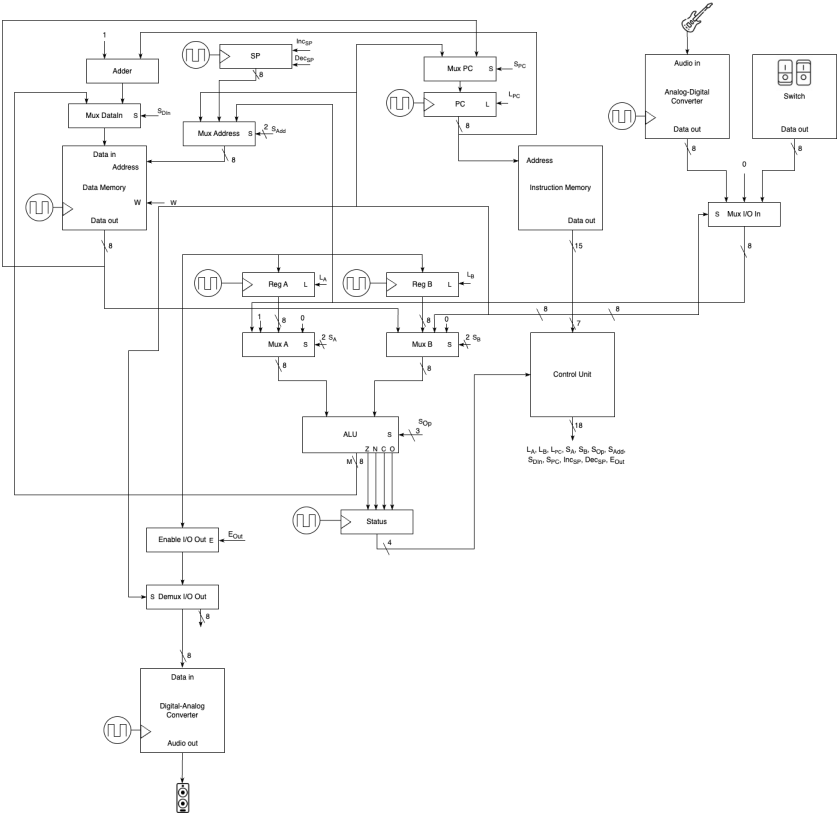 1
Adder
Mux DataIn S
S_DIn
Data in
Address
Data Memory
W
W
Data out
8
SP
Inc_SP
Dec_SP
8
Mux Address S
2 S_Add
8
Mux PC S
S_PC
PC L
L_PC
8
Address
Instruction Memory
Data out
15
Audio in
Analog-Digital
Converter
Data out
8
Switch
Data out
8
0
S Mux I/O In
8
Reg A L
L_A
Reg B L
L_B
1
8
0
8
0
Mux A S
2 S_A
8
Mux B S
2 S_B
8
8
8
7
Control Unit
18
L_A, L_B, L_PC, S_A, S_B, S_Op, S_Add,
S_DIn, S_PC, Inc_SP, Dec_SP, E_Out
ALU S
S_Op
3
Z N C O
M 8
Status
4
Enable I/O Out E
E_Out
S Demux I/O Out
8
8
Data in
Digital-Analog
Converter
Audio out